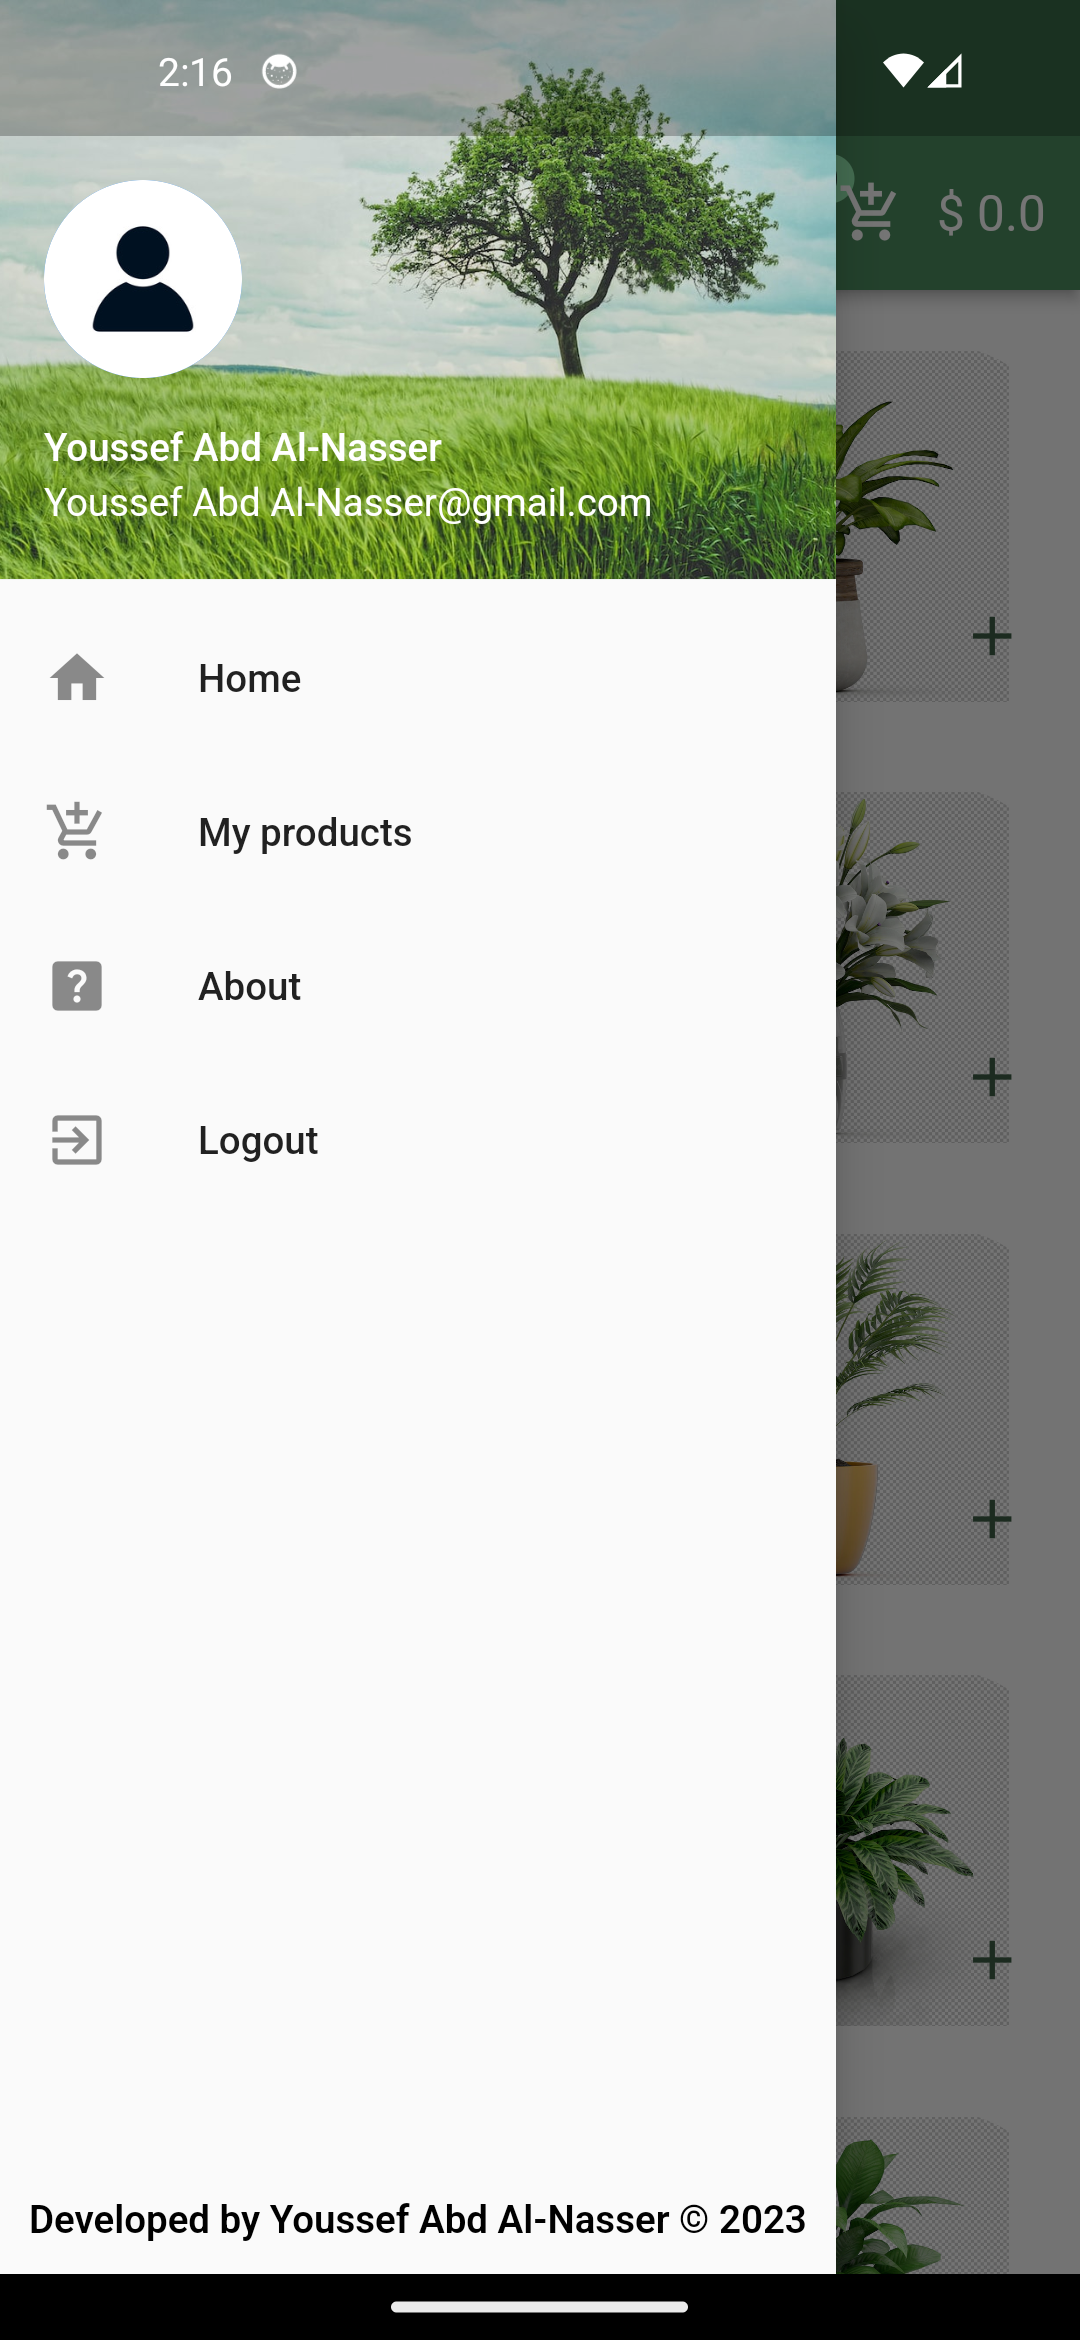 2:16
$ 0.0
Youssef Abd Al-Nasser
Youssef Abd Al-Nasser@gmail.com
Home
My products
About
Logout
Developed by Youssef Abd Al-Nasser © 2023